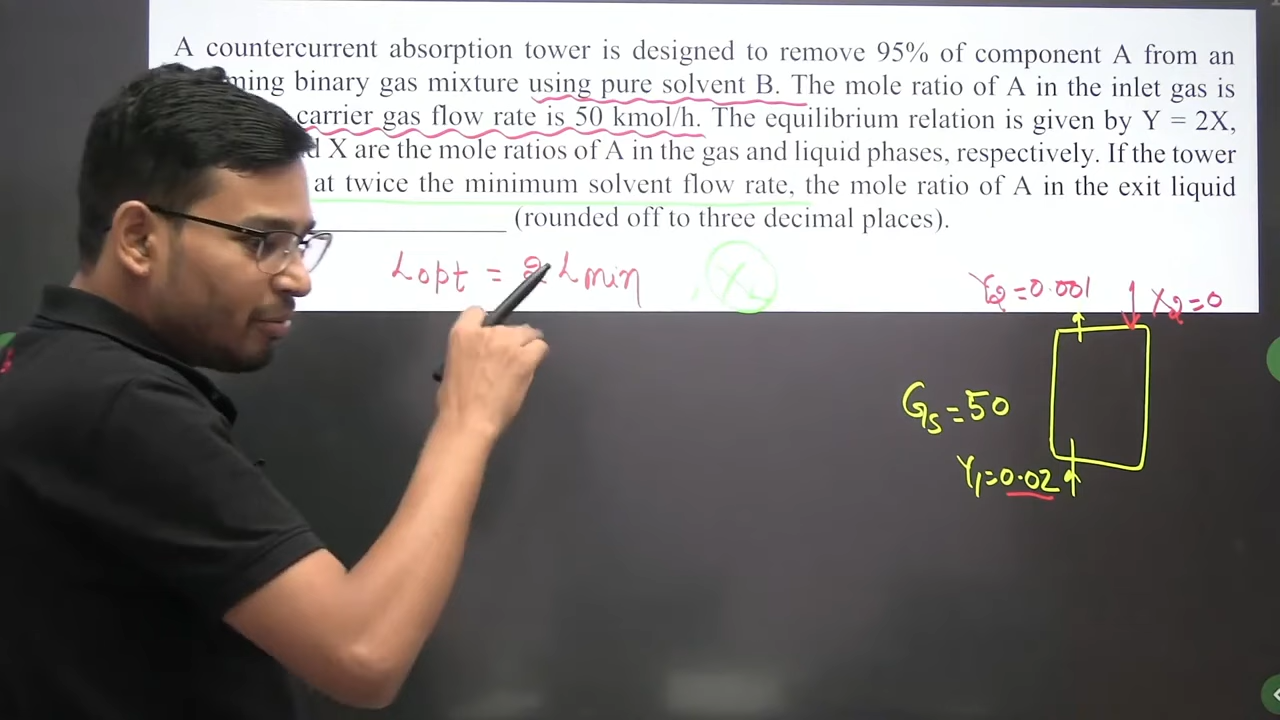 A countercurrent absorption tower is designed to remove 95% of component A from an
ming binary gas mixture using pure solvent B. The mole ratio of A in the inlet gas is
carrier gas flow rate is 50 kmol/h. The equilibrium relation is given by Y = 2X,
d X are the mole ratios of A in the gas and liquid phases, respectively. If the tower
at twice the minimum solvent flow rate, the mole ratio of A in the exit liquid
(rounded off to three decimal places).
Lopt = 2 Lmin
Y2 = 0.001 X2 = 0
Gs = 50
Y1 = 0.02